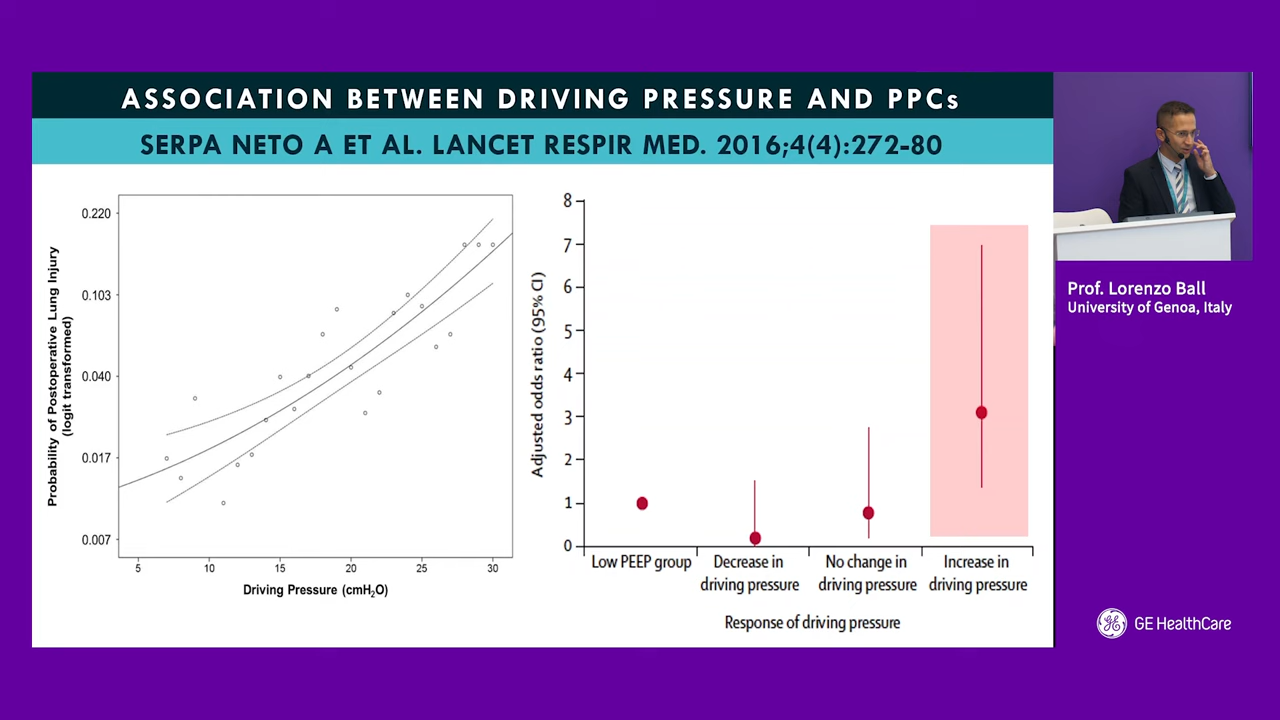 ASSOCIATION BETWEEN DRIVING PRESSURE AND PPCs
SERPA NETO A ET AL. LANCET RESPIR MED. 2016;4(4):272-80
Probability of Postoperative Lung Injury
(logit transformed)
0.220
0.103
0.040
0.017
0.007
5 10 15 20 25 30
Driving Pressure (cmH2O)
Adjusted odds ratio (95% CI)
8
7
6
5
4
3
2
1
0
Low PEEP group
Decrease in
driving pressure
No change in
driving pressure
Increase in
driving pressure
Response of driving pressure
Prof. Lorenzo Ball
University of Genoa, Italy
GE HealthCare